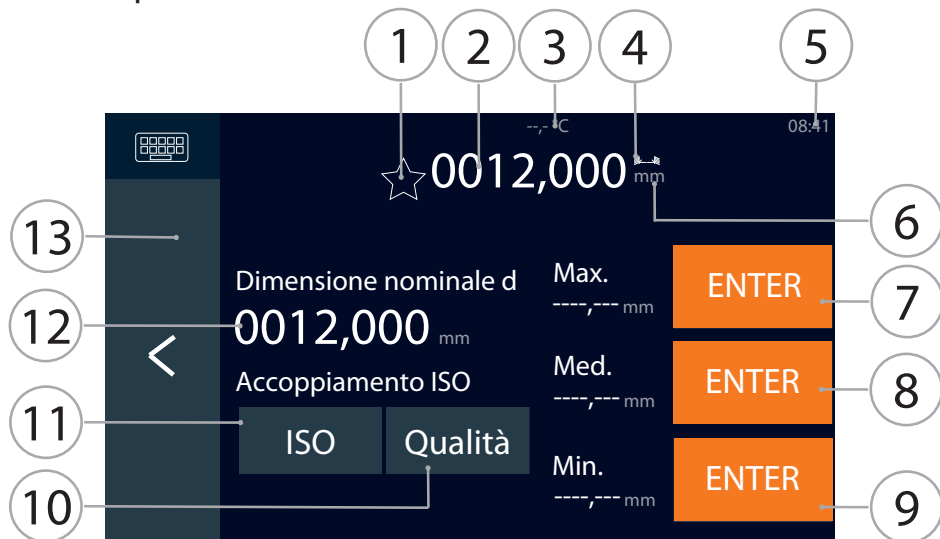 1 2 3 4 5
--,- °C 08:41
0012,000 mm
6
13
Dimensione nominale d
Max.
----,--- mm
ENTER
7
12
0012,000 mm
Accoppiamento ISO
Med.
----,--- mm
ENTER
8
11
ISO Qualità
Min.
----,--- mm
ENTER
10
9